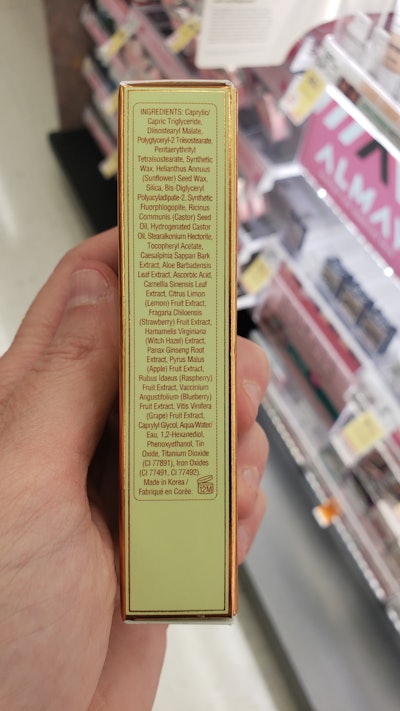 INGREDIENTS: Caprylic/
Capric Triglyceride,
Diisostearyl Malate,
Polyglyceryl-2 Triisostearate,
Pentaerythrityl
Tetraisostearate, Synthetic
Wax, Helianthus Annuus
(Sunflower) Seed Wax,
Silica, Bis-Diglyceryl
Polyacyladipate-2, Synthetic
Fluorphlogopite, Ricinus
Communis (Castor) Seed
Oil, Hydrogenated Castor
Oil, Stearalkonium Hectorite,
Tocopheryl Acetate,
Caesalpinia Sappan Bark
Extract, Aloe Barbadensis
Leaf Extract, Ascorbic Acid,
Camellia Sinensis Leaf
Extract, Citrus Limon
(Lemon) Fruit Extract,
Fragaria Chiloensis
(Strawberry) Fruit Extract,
Hamamelis Virginiana
(Witch Hazel) Extract,
Panax Ginseng Root
Extract, Pyrus Malus
(Apple) Fruit Extract,
Rubus Idaeus (Raspberry)
Fruit Extract, Vaccinium
Angustifolium (Blueberry)
Fruit Extract, Vitis Vinifera
(Grape) Fruit Extract,
Caprylyl Glycol, Aqua/Water/
Eau, 1,2-Hexanediol,
Phenoxyethanol, Tin
Oxide, Titanium Dioxide
(CI 77891), Iron Oxides
(CI 77491, CI 77492).
Made in Korea /
Fabriqué en Corée.
12M
ALMAY